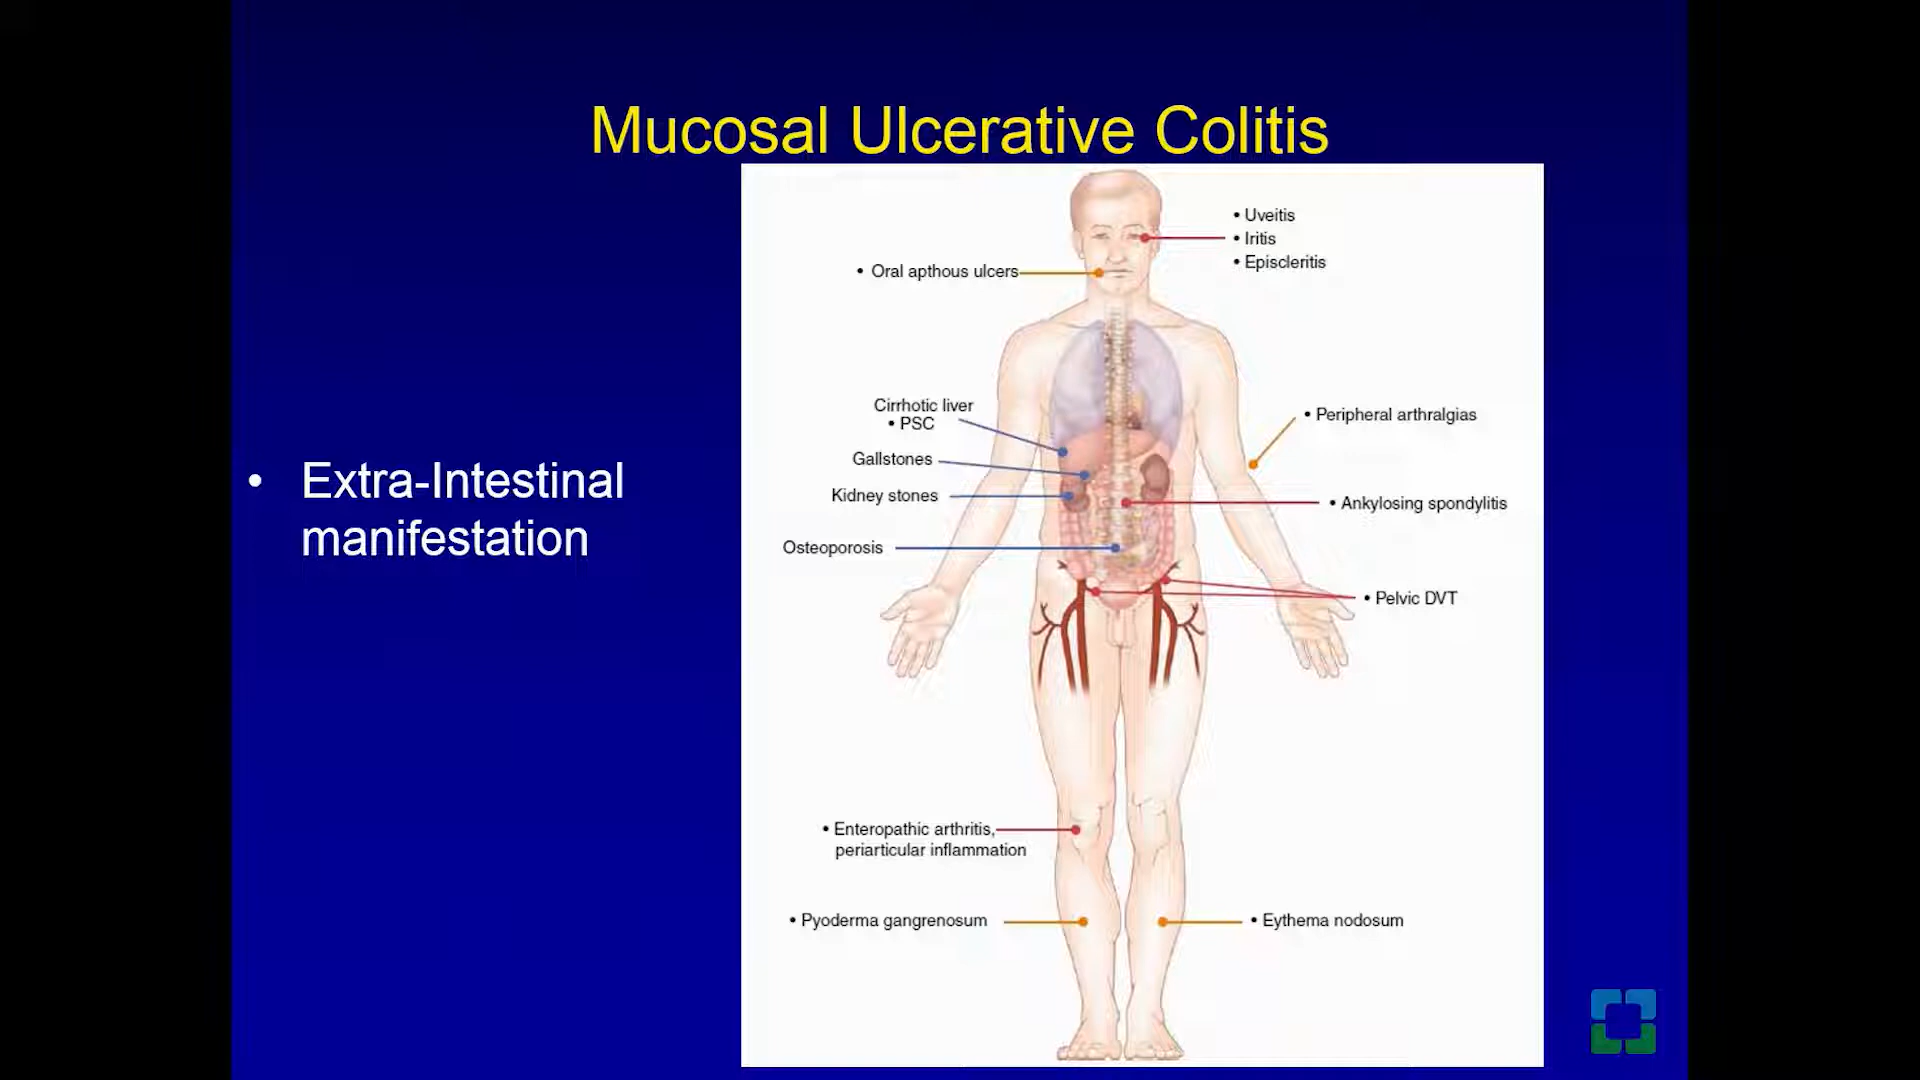 Mucosal Ulcerative Colitis
• Extra-Intestinal
manifestation
• Uveitis
• Iritis
• Episcleritis
• Oral apthous ulcers
Cirrhotic liver
• PSC
Gallstones
Kidney stones
Osteoporosis
• Peripheral arthralgias
• Ankylosing spondylitis
• Pelvic DVT
• Enteropathic arthritis,
periarticular inflammation
• Pyoderma gangrenosum
• Eythema nodosum